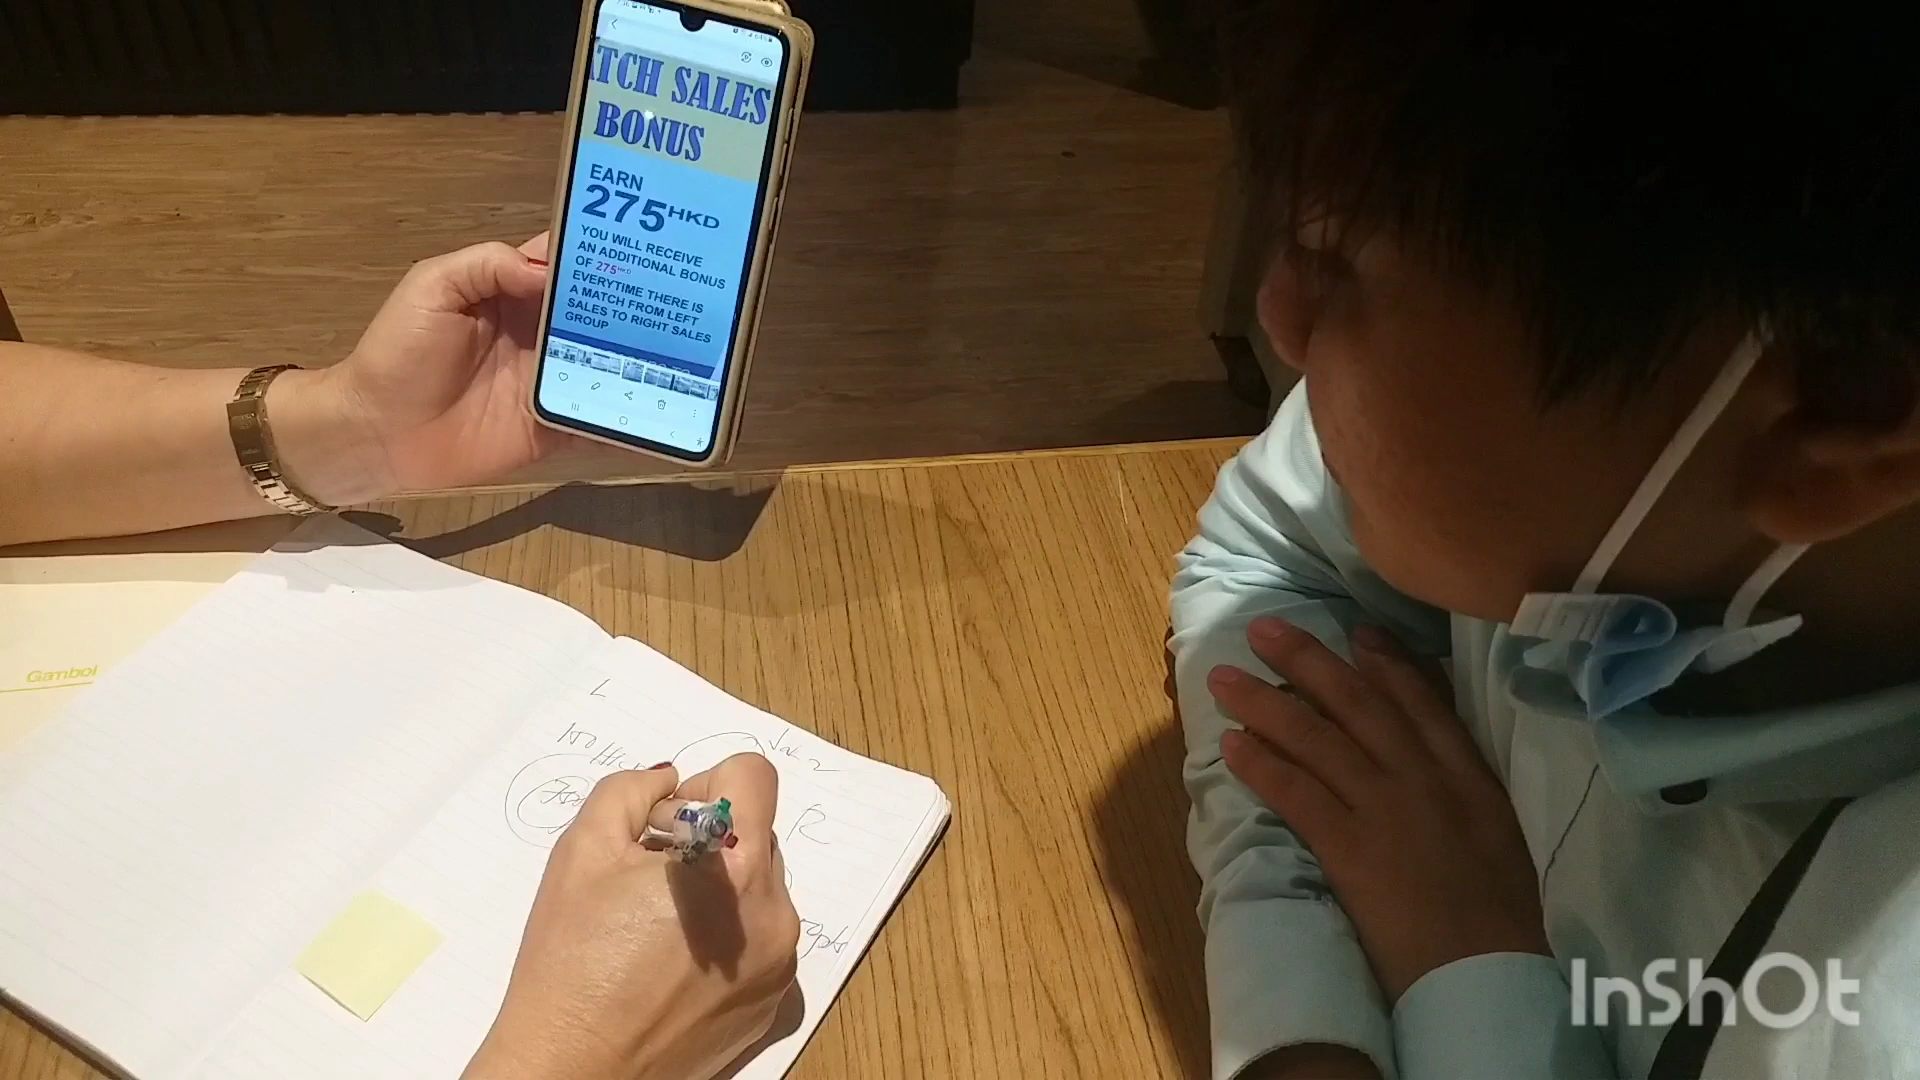 TCH SALES
BONUS
EARN
275HKD
YOU WILL RECEIVE
AN ADDITIONAL BONUS
OF 275HKD
EVERYTIME THERE IS
A MATCH FROM LEFT
SALES TO RIGHT SALES
GROUP
Gambol
L
R
InShOt